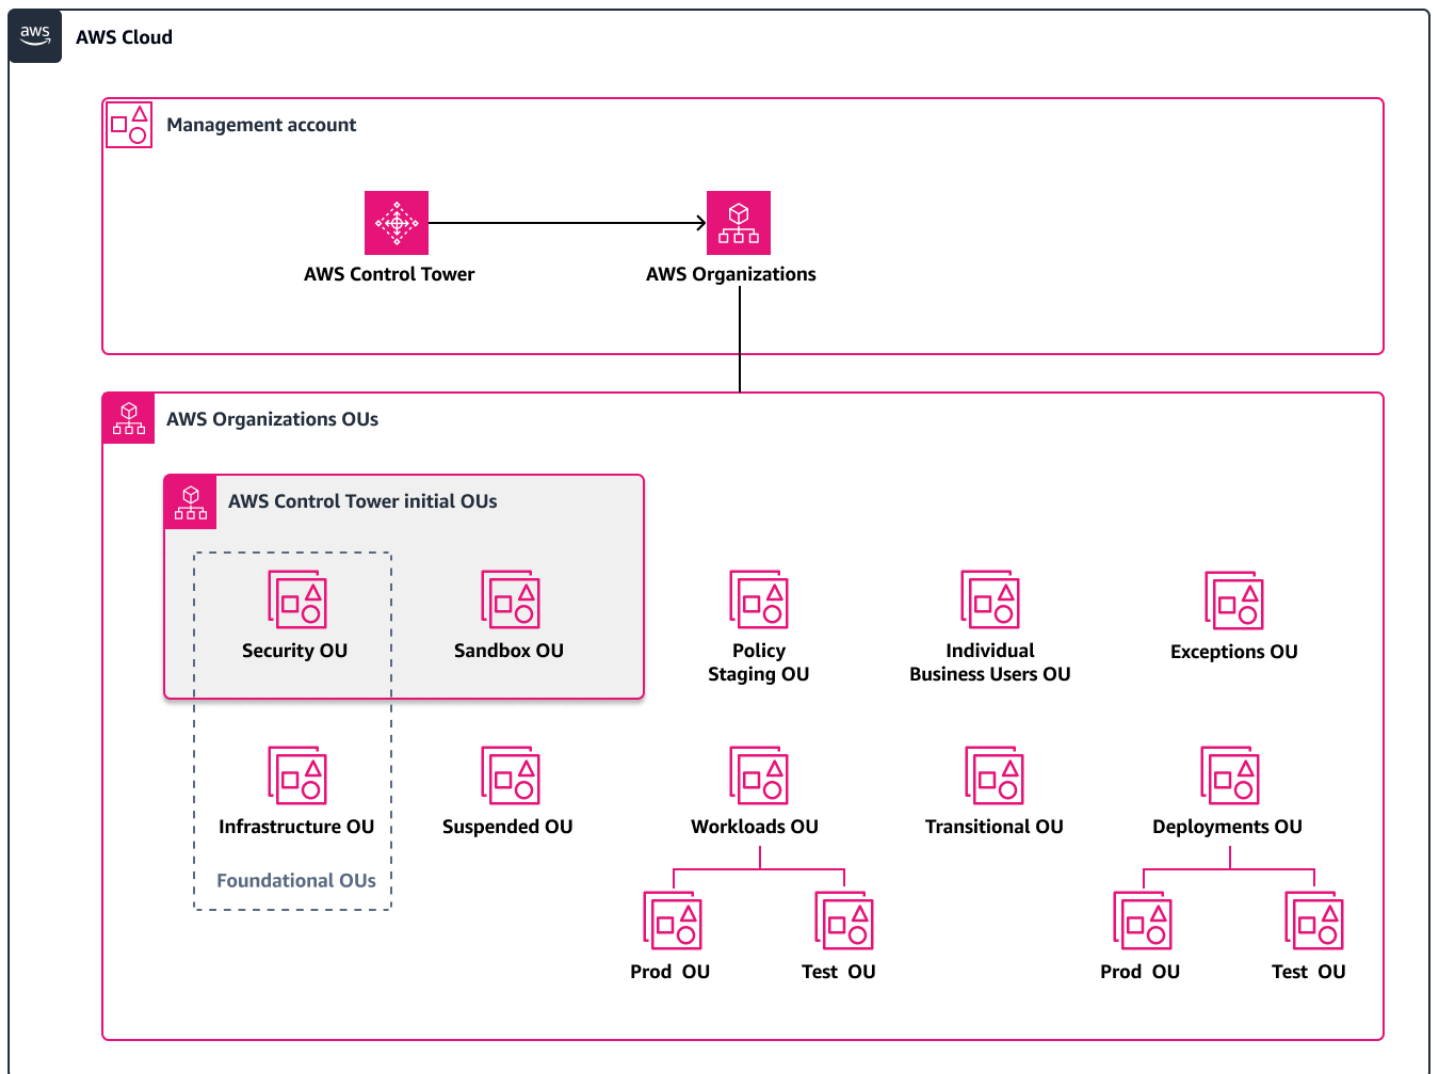 aws
AWS Cloud
Management account
AWS Control Tower
AWS Organizations
AWS Organizations OUs
AWS Control Tower initial OUs
Security OU
Sandbox OU
Policy
Staging OU
Individual
Business Users OU
Exceptions OU
Infrastructure OU
Suspended OU
Workloads OU
Transitional OU
Deployments OU
Foundational OUs
Prod OU
Test OU
Prod OU
Test OU